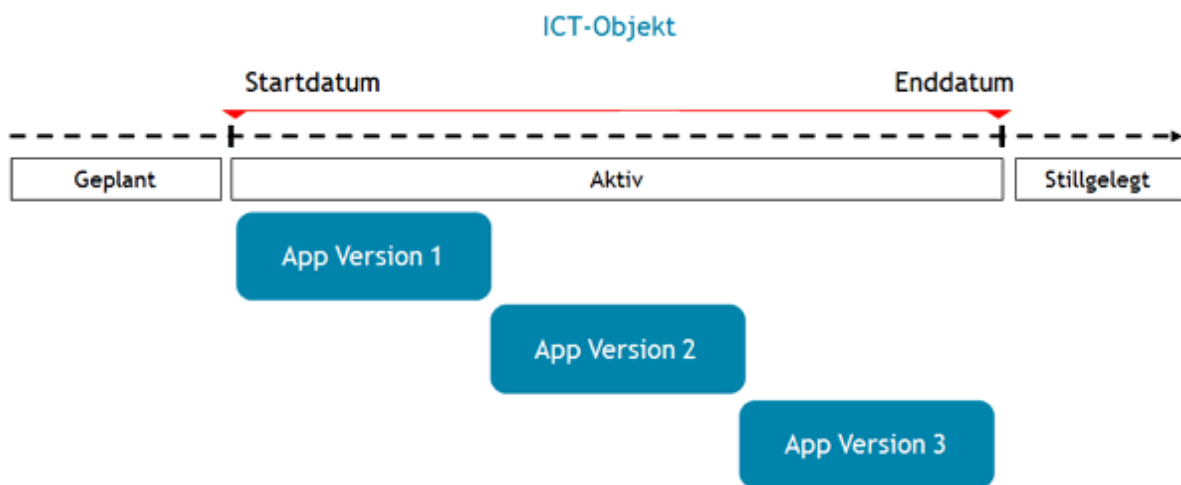 ICT-Objekt
Startdatum
Enddatum
Geplant
Aktiv
Stillgelegt
App Version 1
App Version 2
App Version 3